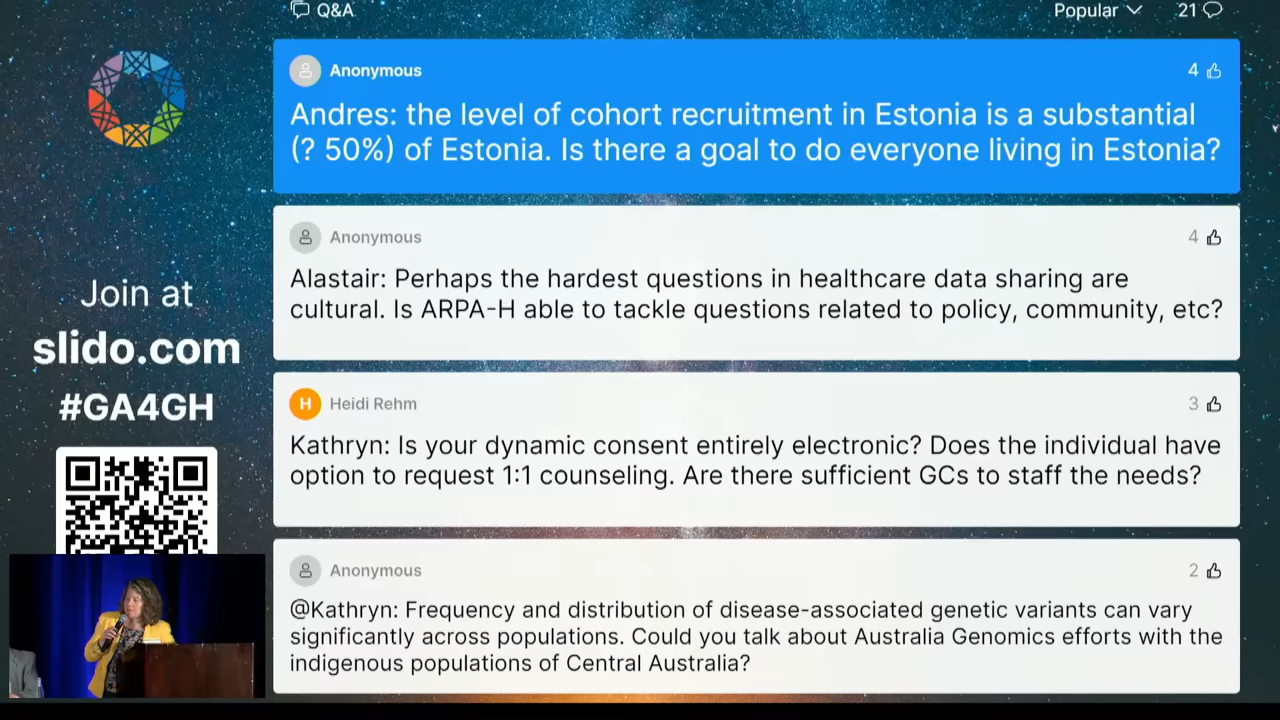 Q&A
Popular
21
Anonymous
4
Andres: the level of cohort recruitment in Estonia is a substantial
(? 50%) of Estonia. Is there a goal to do everyone living in Estonia?
Anonymous
4
Alastair: Perhaps the hardest questions in healthcare data sharing are
cultural. Is ARPA-H able to tackle questions related to policy, community, etc?
Join at
slido.com
#GA4GH
H
Heidi Rehm
3
Kathryn: Is your dynamic consent entirely electronic? Does the individual have
option to request 1:1 counseling. Are there sufficient GCs to staff the needs?
Anonymous
2
@Kathryn: Frequency and distribution of disease-associated genetic variants can vary
significantly across populations. Could you talk about Australia Genomics efforts with the
indigenous populations of Central Australia?